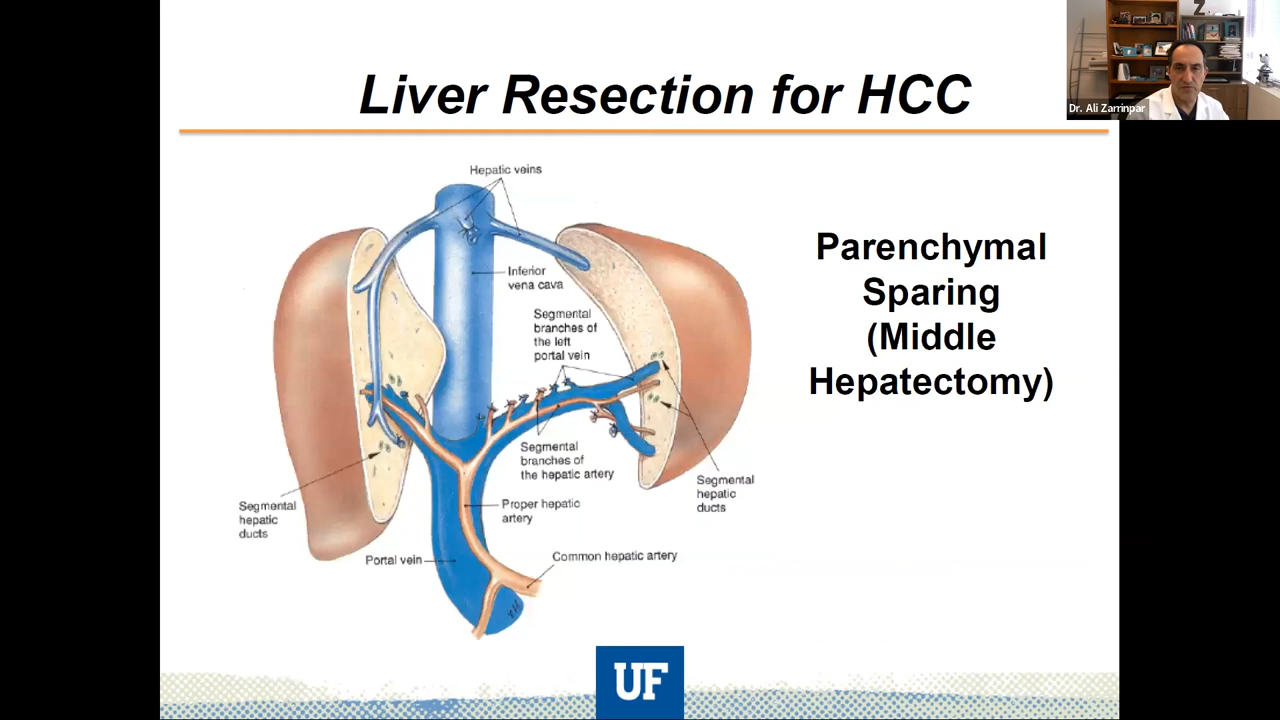 Liver Resection for HCC
Dr. Ali Zarrinpar
Hepatic veins
Inferior
vena cava
Segmental
branches of
the left
portal vein
Parenchymal
Sparing
(Middle
Hepatectomy)
Segmental
branches of
the hepatic artery
Segmental
hepatic
ducts
Segmental
hepatic
ducts
Proper hepatic
artery
Portal vein
Common hepatic artery
UF